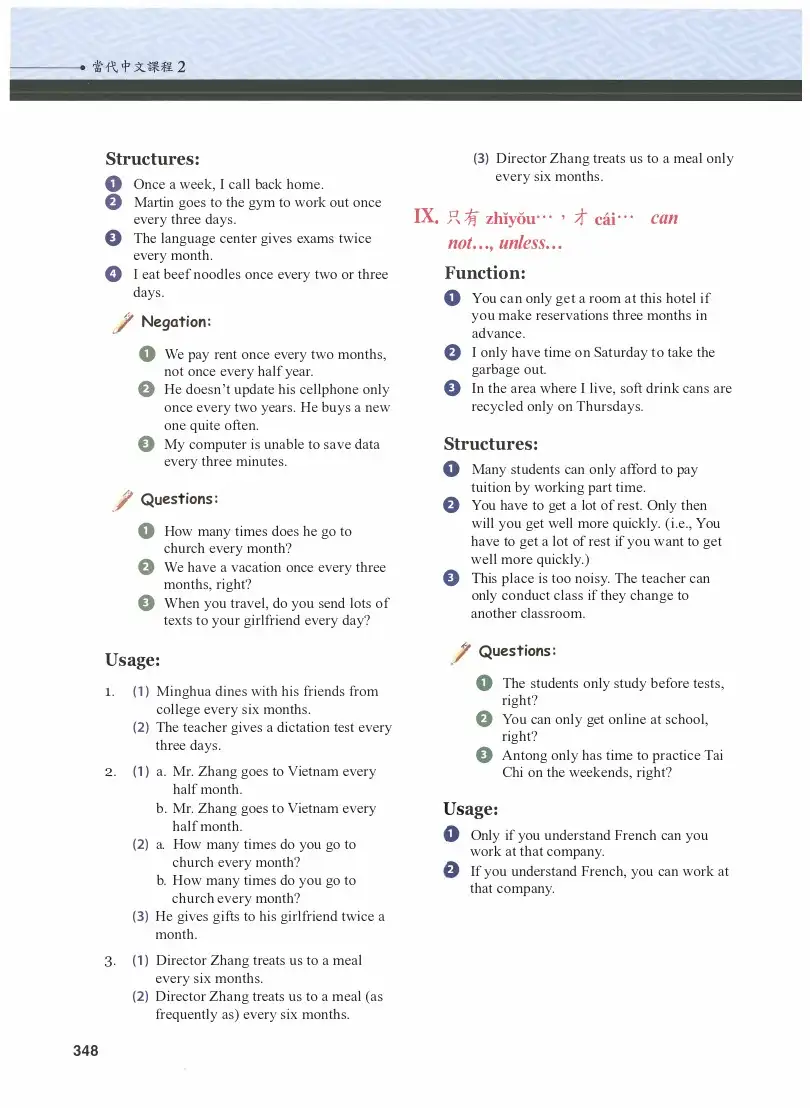 當代中文課程 2
Structures:
1 Once a week, I call back home.
2 Martin goes to the gym to work out once
every three days.
3 The language center gives exams twice
every month.
4 I eat beef noodles once every two or three
days.
Negation:
1 We pay rent once every two months,
not once every half year.
2 He doesn't update his cellphone only
once every two years. He buys a new
one quite often.
3 My computer is unable to save data
every three minutes.
Questions:
1 How many times does he go to
church every month?
2 We have a vacation once every three
months, right?
3 When you travel, do you send lots of
texts to your girlfriend every day?
Usage:
1. (1) Minghua dines with his friends from
college every six months.
(2) The teacher gives a dictation test every
three days.
2. (1) a. Mr. Zhang goes to Vietnam every
half month.
b. Mr. Zhang goes to Vietnam every
half month.
(2) a. How many times do you go to
church every month?
b. How many times do you go to
church every month?
(3) He gives gifts to his girlfriend twice a
month.
3. (1) Director Zhang treats us to a meal
every six months.
(2) Director Zhang treats us to a meal (as
frequently as) every six months.
(3) Director Zhang treats us to a meal only
every six months.
IX. 只有 zhǐyǒu…，才 cái… can
not…, unless…
Function:
1 You can only get a room at this hotel if
you make reservations three months in
advance.
2 I only have time on Saturday to take the
garbage out.
3 In the area where I live, soft drink cans are
recycled only on Thursdays.
Structures:
1 Many students can only afford to pay
tuition by working part time.
2 You have to get a lot of rest. Only then
will you get well more quickly. (i.e., You
have to get a lot of rest if you want to get
well more quickly.)
3 This place is too noisy. The teacher can
only conduct class if they change to
another classroom.
Questions:
1 The students only study before tests,
right?
2 You can only get online at school,
right?
3 Antong only has time to practice Tai
Chi on the weekends, right?
Usage:
1 Only if you understand French can you
work at that company.
2 If you understand French, you can work at
that company.
348